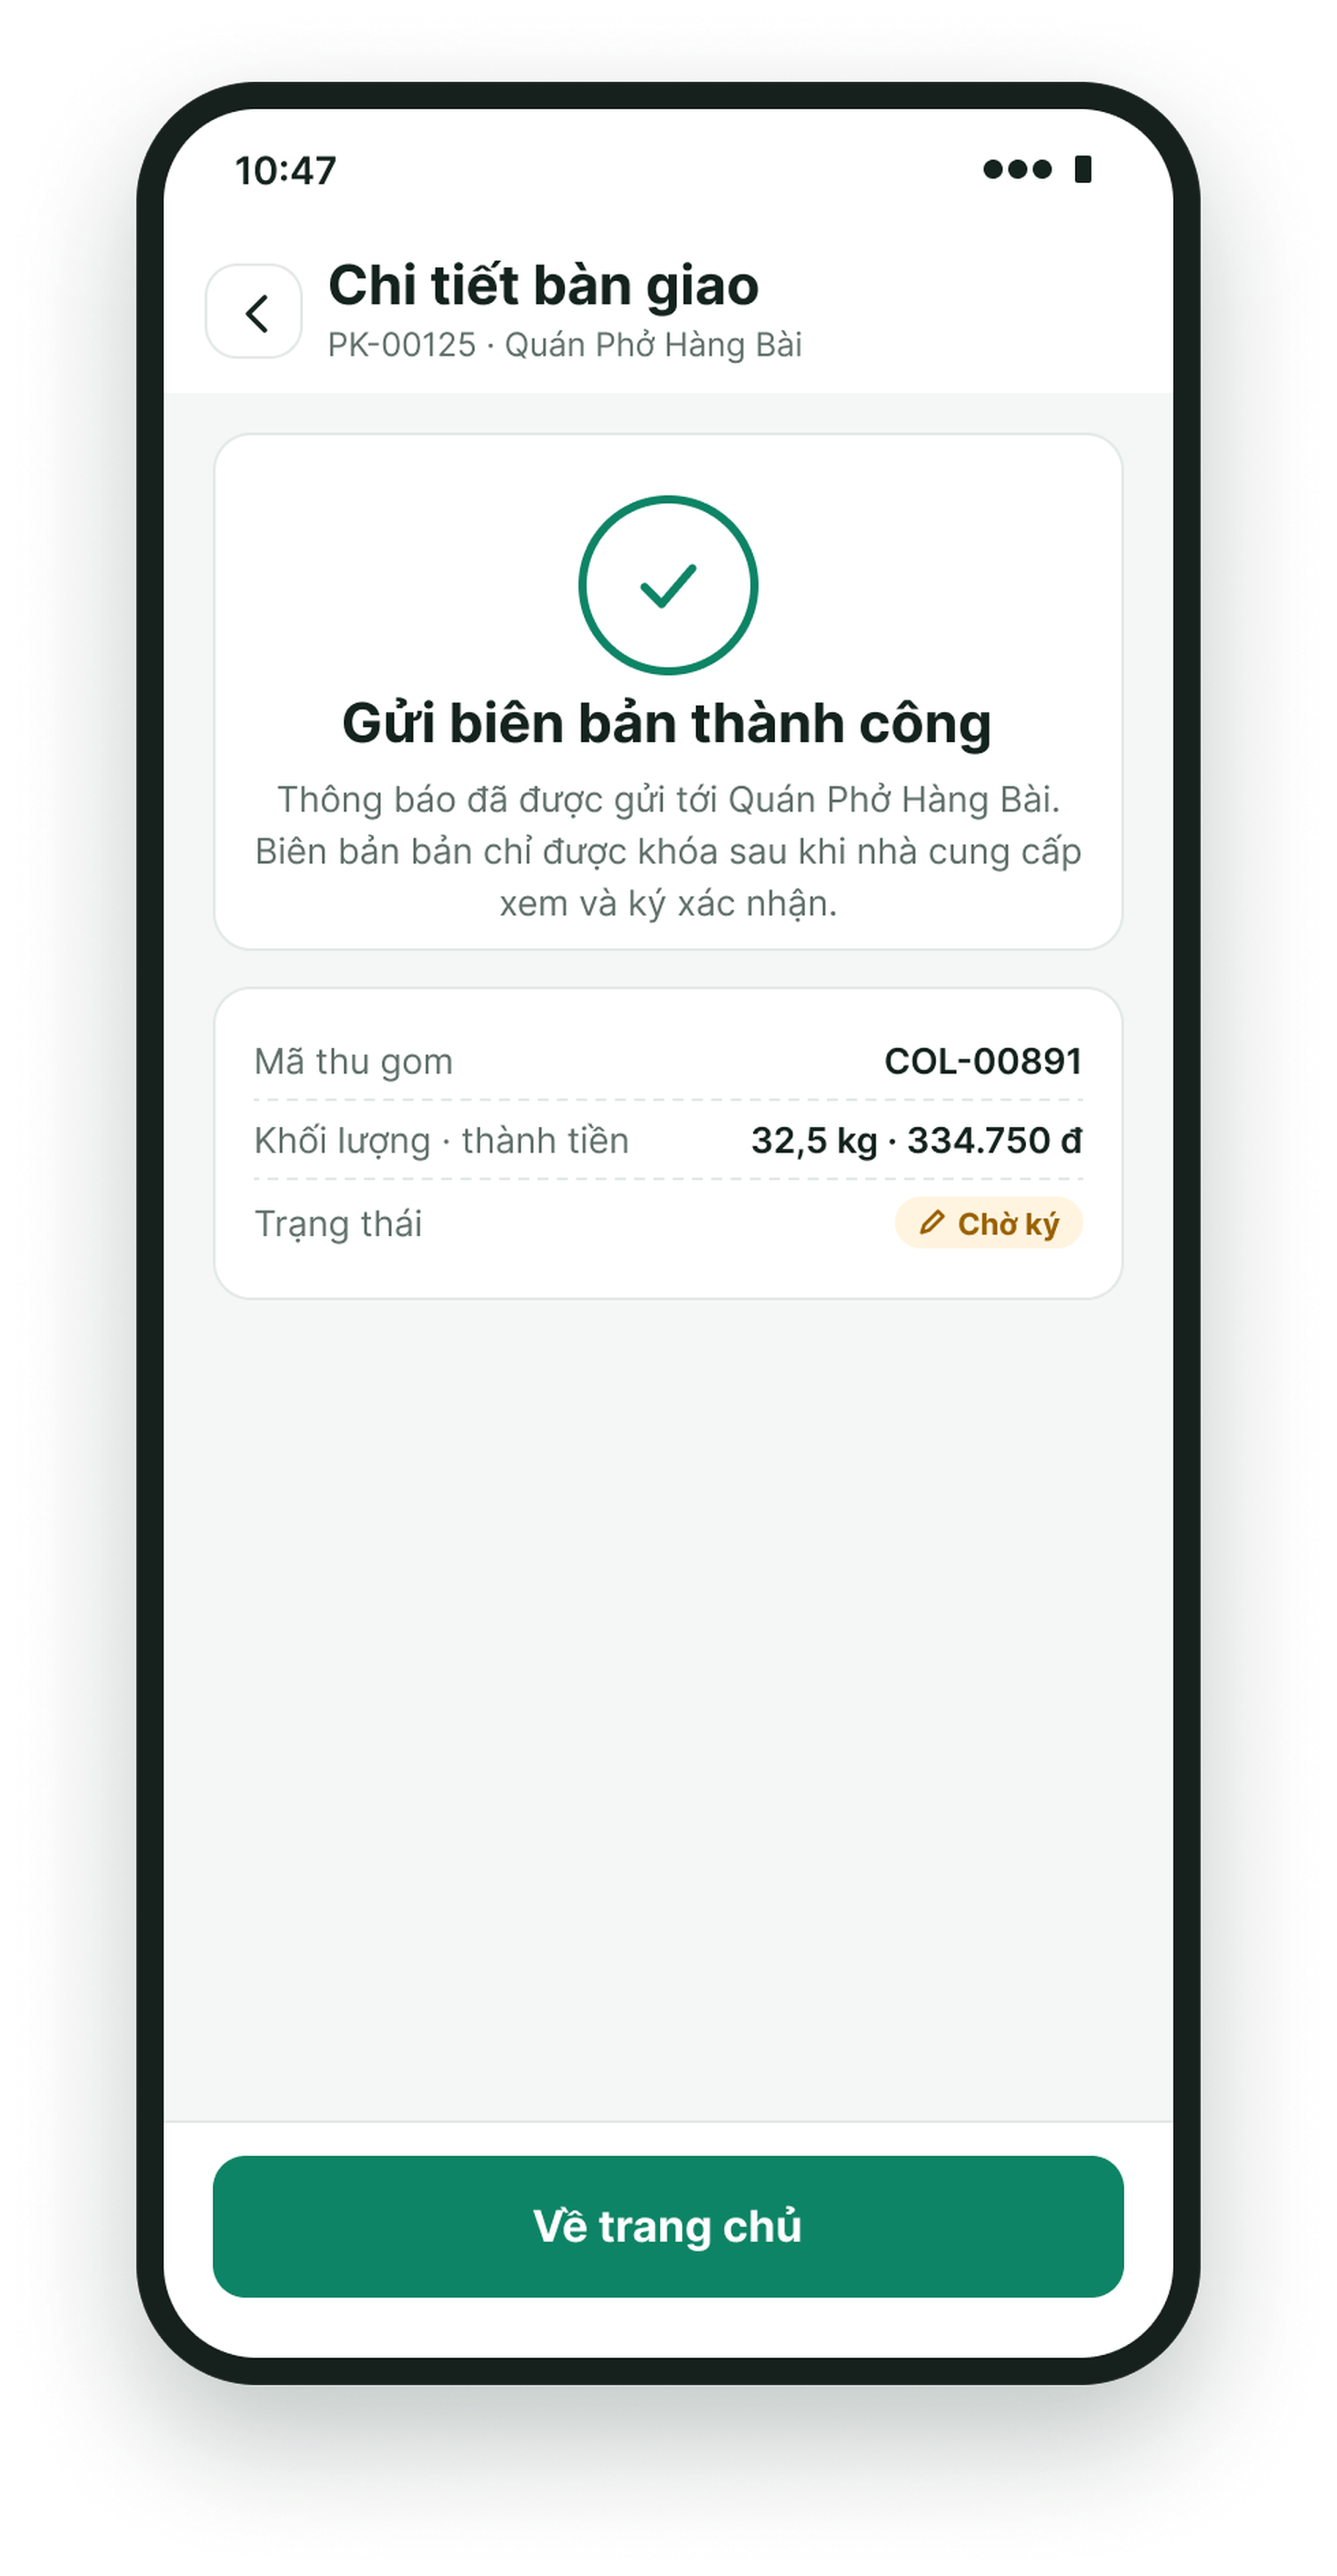 10:47
Chi tiết bàn giao
PK-00125 · Quán Phở Hàng Bài
Gửi biên bản thành công
Thông báo đã được gửi tới Quán Phở Hàng Bài.
Biên bản bản chỉ được khóa sau khi nhà cung cấp
xem và ký xác nhận.
Mã thu gom COL-00891
Khối lượng · thành tiền 32,5 kg · 334.750 đ
Trạng thái Chờ ký
Về trang chủ